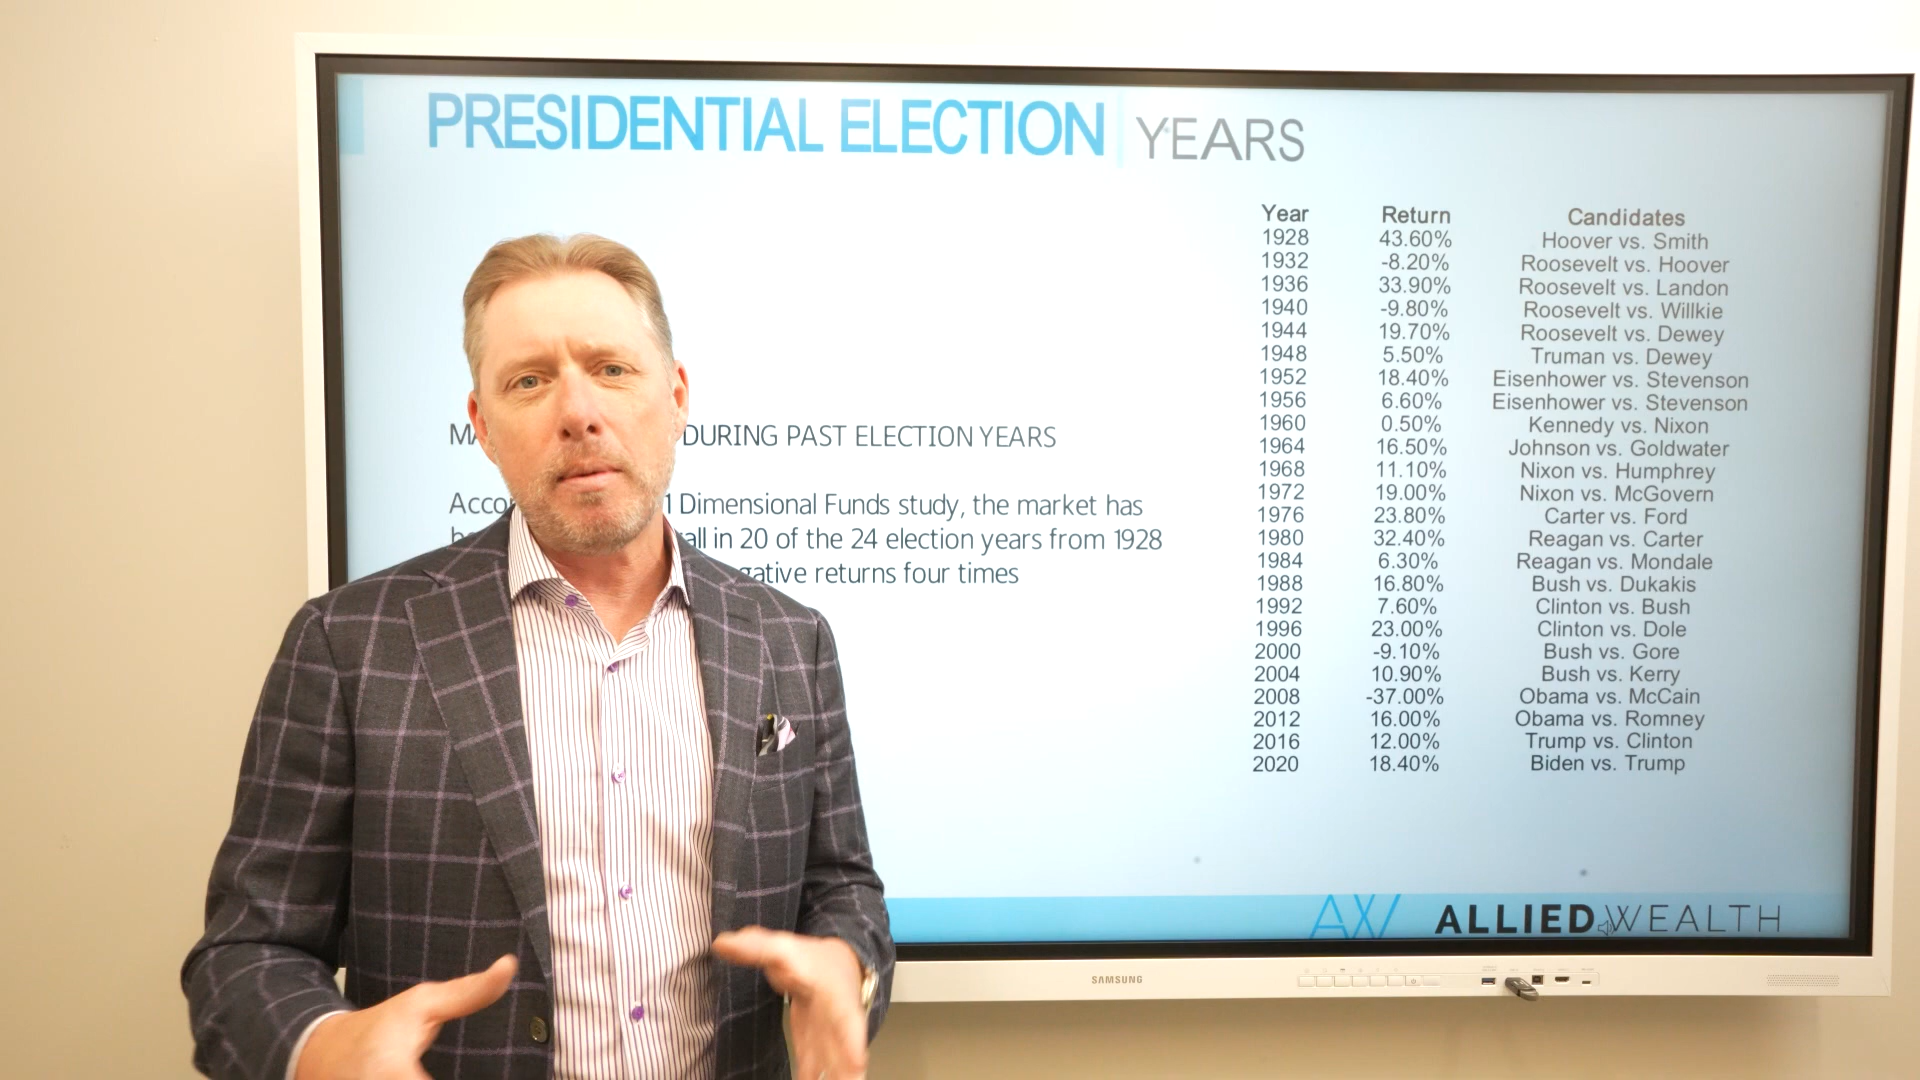 PRESIDENTIAL ELECTION YEARS
DURING PAST ELECTION YEARS
Dimensional Funds study, the market has
in 20 of the 24 election years from 1928
returns four times
Year Return Candidates
1928 43.60% Hoover vs. Smith
1932 -8.20% Roosevelt vs. Hoover
1936 33.90% Roosevelt vs. Landon
1940 -9.80% Roosevelt vs. Willkie
1944 19.70% Roosevelt vs. Dewey
1948 5.50% Truman vs. Dewey
1952 18.40% Eisenhower vs. Stevenson
1956 6.60% Eisenhower vs. Stevenson
1960 0.50% Kennedy vs. Nixon
1964 16.50% Johnson vs. Goldwater
1968 11.10% Nixon vs. Humphrey
1972 19.00% Nixon vs. McGovern
1976 23.80% Carter vs. Ford
1980 32.40% Reagan vs. Carter
1984 6.30% Reagan vs. Mondale
1988 16.80% Bush vs. Dukakis
1992 7.60% Clinton vs. Bush
1996 23.00% Clinton vs. Dole
2000 -9.10% Bush vs. Gore
2004 10.90% Bush vs. Kerry
2008 -37.00% Obama vs. McCain
2012 16.00% Obama vs. Romney
2016 12.00% Trump vs. Clinton
2020 18.40% Biden vs. Trump
AW ALLIED WEALTH
SAMSUNG